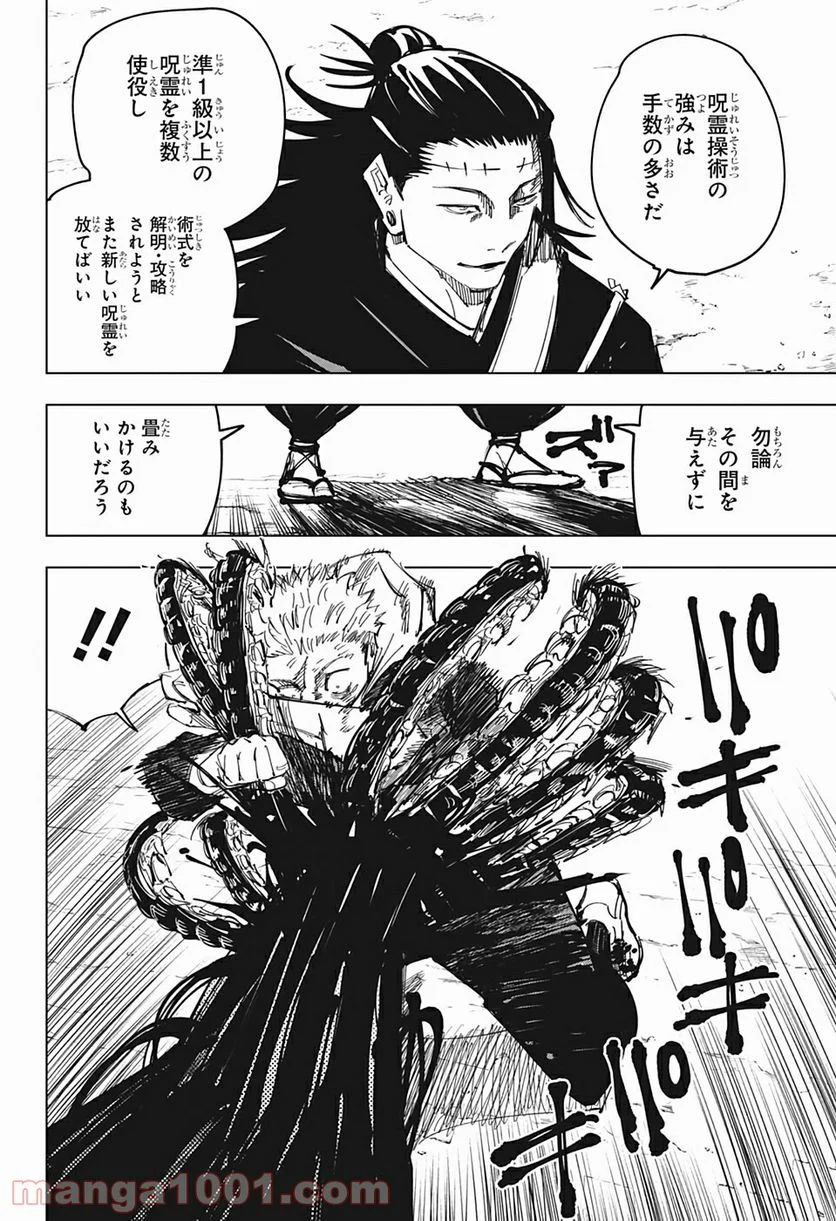 呪霊操術の
強みは
手数の多さだ
準1級以上の
呪霊を複数
使役し
術式を
解明・攻略
されようと
また新しい呪霊を
放てばいい
ズァ
勿論
その間を
与えずに
畳み
かけるのも
いいだろう
!!
パキパキパキ
manga1001.com